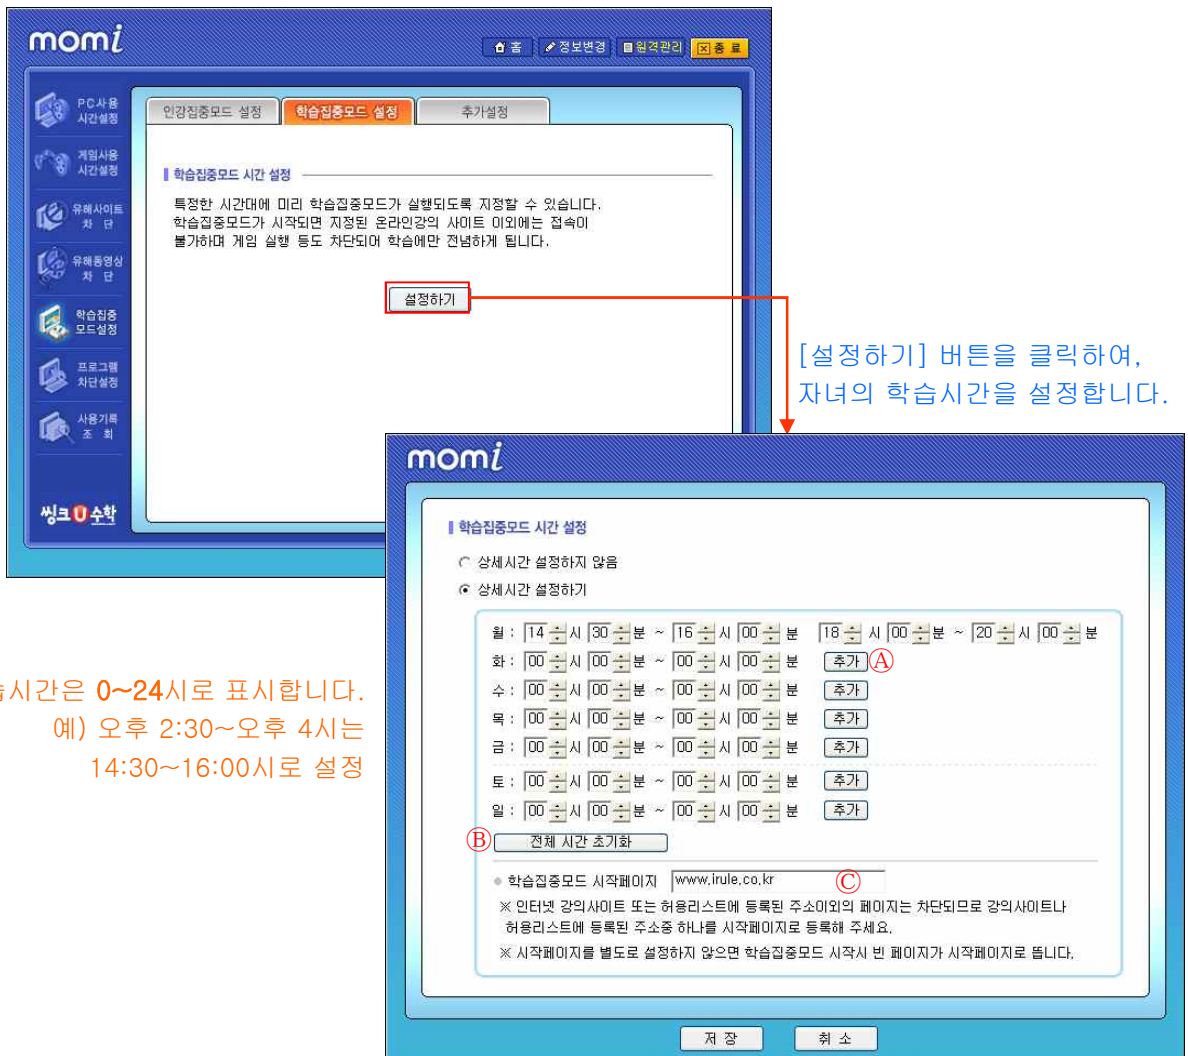 momi
홈 정보변경 원격관리 종 료
PC사용
시간설정
게임사용
시간설정
유해사이트
차 단
유해동영상
차 단
학습집중
모드설정
프로그램
차단설정
사용기록
조 회
씽크U수학
인강집중모드 설정 학습집중모드 설정 추가설정
학습집중모드 시간 설정
특정한 시간대에 미리 학습집중모드가 실행되도록 지정할 수 있습니다.
학습집중모드가 시작되면 지정된 온라인강의 사이트 이외에는 접속이
불가하며 게임 실행 등도 차단되어 학습에만 전념하게 됩니다.
설정하기
[설정하기] 버튼을 클릭하여,
자녀의 학습시간을 설정합니다.
습시간은 0~24시로 표시합니다.
예) 오후 2:30~오후 4시는
14:30~16:00시로 설정
momi
학습집중모드 시간 설정
상세시간 설정하지 않음
상세시간 설정하기
월 : 14 시 30 분 ~ 16 시 00 분 18 시 00 분 ~ 20 시 00 분
화 : 00 시 00 분 ~ 00 시 00 분 추가 Ⓐ
수 : 00 시 00 분 ~ 00 시 00 분 추가
목 : 00 시 00 분 ~ 00 시 00 분 추가
금 : 00 시 00 분 ~ 00 시 00 분 추가
토 : 00 시 00 분 ~ 00 시 00 분 추가
일 : 00 시 00 분 ~ 00 시 00 분 추가
Ⓑ 전체 시간 초기화
학습집중모드 시작페이지 www.irule.co.kr Ⓒ
※ 인터넷 강의사이트 또는 허용리스트에 등록된 주소이외의 페이지는 차단되므로 강의사이트나
허용리스트에 등록된 주소중 하나를 시작페이지로 등록해 주세요.
※ 시작페이지를 별도로 설정하지 않으면 학습집중모드 시작시 빈 페이지가 시작페이지로 뜹니다.
저 장 취 소